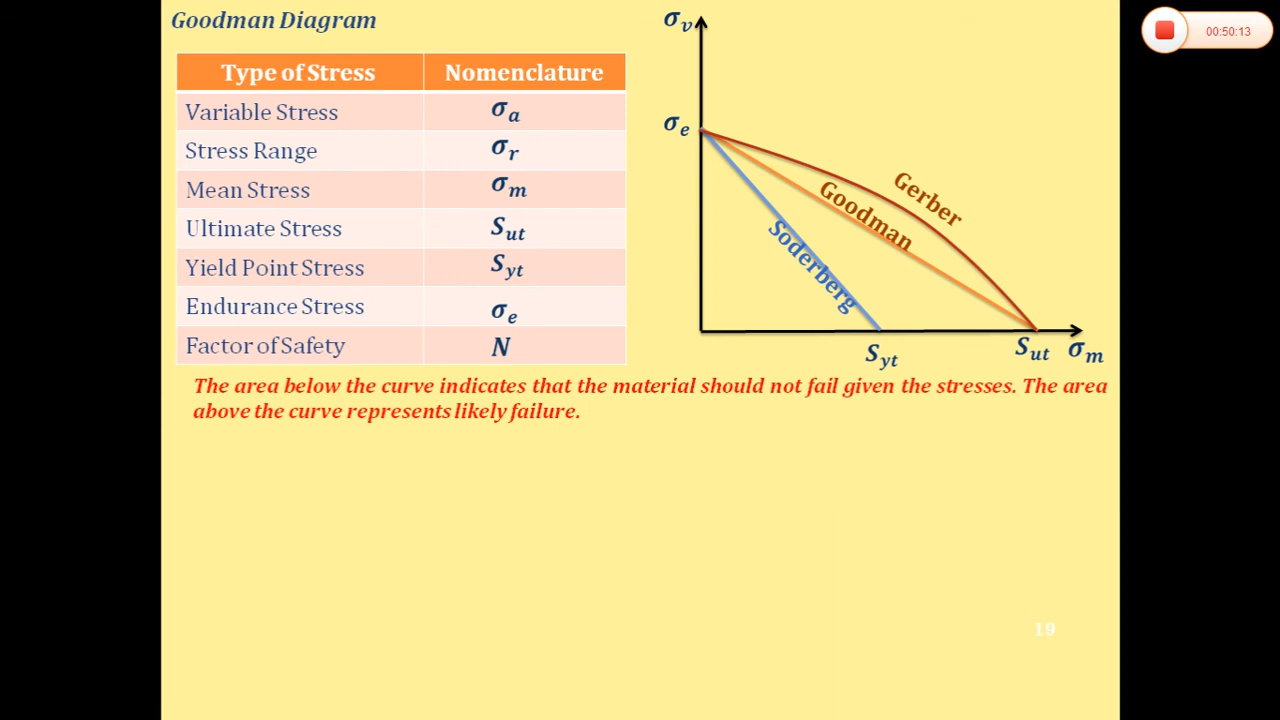 Goodman Diagram
Type of Stress Nomenclature
Variable Stress σa
Stress Range σr
Mean Stress σm
Ultimate Stress Sut
Yield Point Stress Syt
Endurance Stress σe
Factor of Safety N
σv
σe
Gerber
Goodman
Soderberg
Syt
Sut
σm
The area below the curve indicates that the material should not fail given the stresses. The area
above the curve represents likely failure.
19
00:50:13